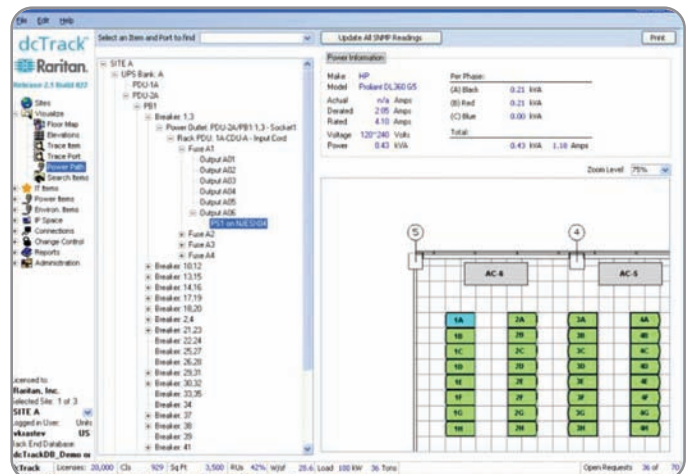 File Edit Help
dcTrack
Raritan.
Release 2.1 Build 022
Sites
Visualize
Floor Map
Elevations
Trace Item
Trace Port
Power Path
Search Items
IT Items
Power Items
Environ. Items
IP Space
Connections
Change Control
Reports
Administration
Licensed to:
Raritan, Inc.
Selected Site: 1 of 3
SITE A
Logged in User: Units
US
Back End Database:
Select an Item and Port to find
Update All SNMP Readings
Print
SITE A
UPS Bank: A
PDU-1A
PDU-2A
PB1
Breaker: 1,3
Power Outlet: PDU-2A/PB1:1,3 - Socket1
Rack PDU: 1A-CDU-A - Input Cord
Fuse A1
Output A01
Output A02
Output A03
Output A04
Output A05
Output A06
PS1 on NJESX04
Fuse A2
Fuse A3
Fuse A4
Breaker: 10,12
Breaker: 13,15
Breaker: 14,16
Breaker: 17,19
Breaker: 18,20
Breaker: 2,4
Breaker: 21,23
Breaker: 22,24
Breaker: 25,27
Breaker: 26,28
Breaker: 29,31
Breaker: 30,32
Breaker: 33,35
Breaker: 34
Breaker: 37
Breaker: 38
Breaker: 39
Breaker: 41
Power Information
Make HP
Model Proliant DL360 G5
Actual n/a Amps
Derated 2.05 Amps
Rated 4.10 Amps
Voltage 120~240 Volts
Power 0.43 kVA
Per Phase:
(A) Black 0.21 kVA
(B) Red 0.21 kVA
(C) Blue 0.00 kVA
Total:
0.43 kVA 1.18 Amps
Zoom Level: 75%
5 4
AC-6 AC-5
1A 2A 3A 4A
1B 2B 3B 4B
1C 2C 3C 4C
1D 2D 3D 4D
1E 2E 3E 4E
1F 2F 3F 4F
1G 2G 3G 4G
1H 2H 3H 4H
Licenses: 20,000 Cls 929 Sq Ft 3,500 RUs 42% W/sf 28.6 Load 100 kW 36 Tons Open Requests 36 of 70